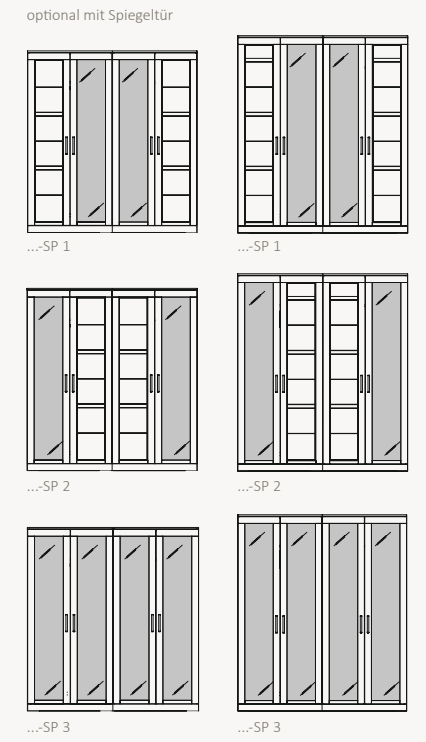 optional mit Spiegeltür
...-SP 1
...-SP 1
...-SP 2
...-SP 2
...-SP 3
...-SP 3